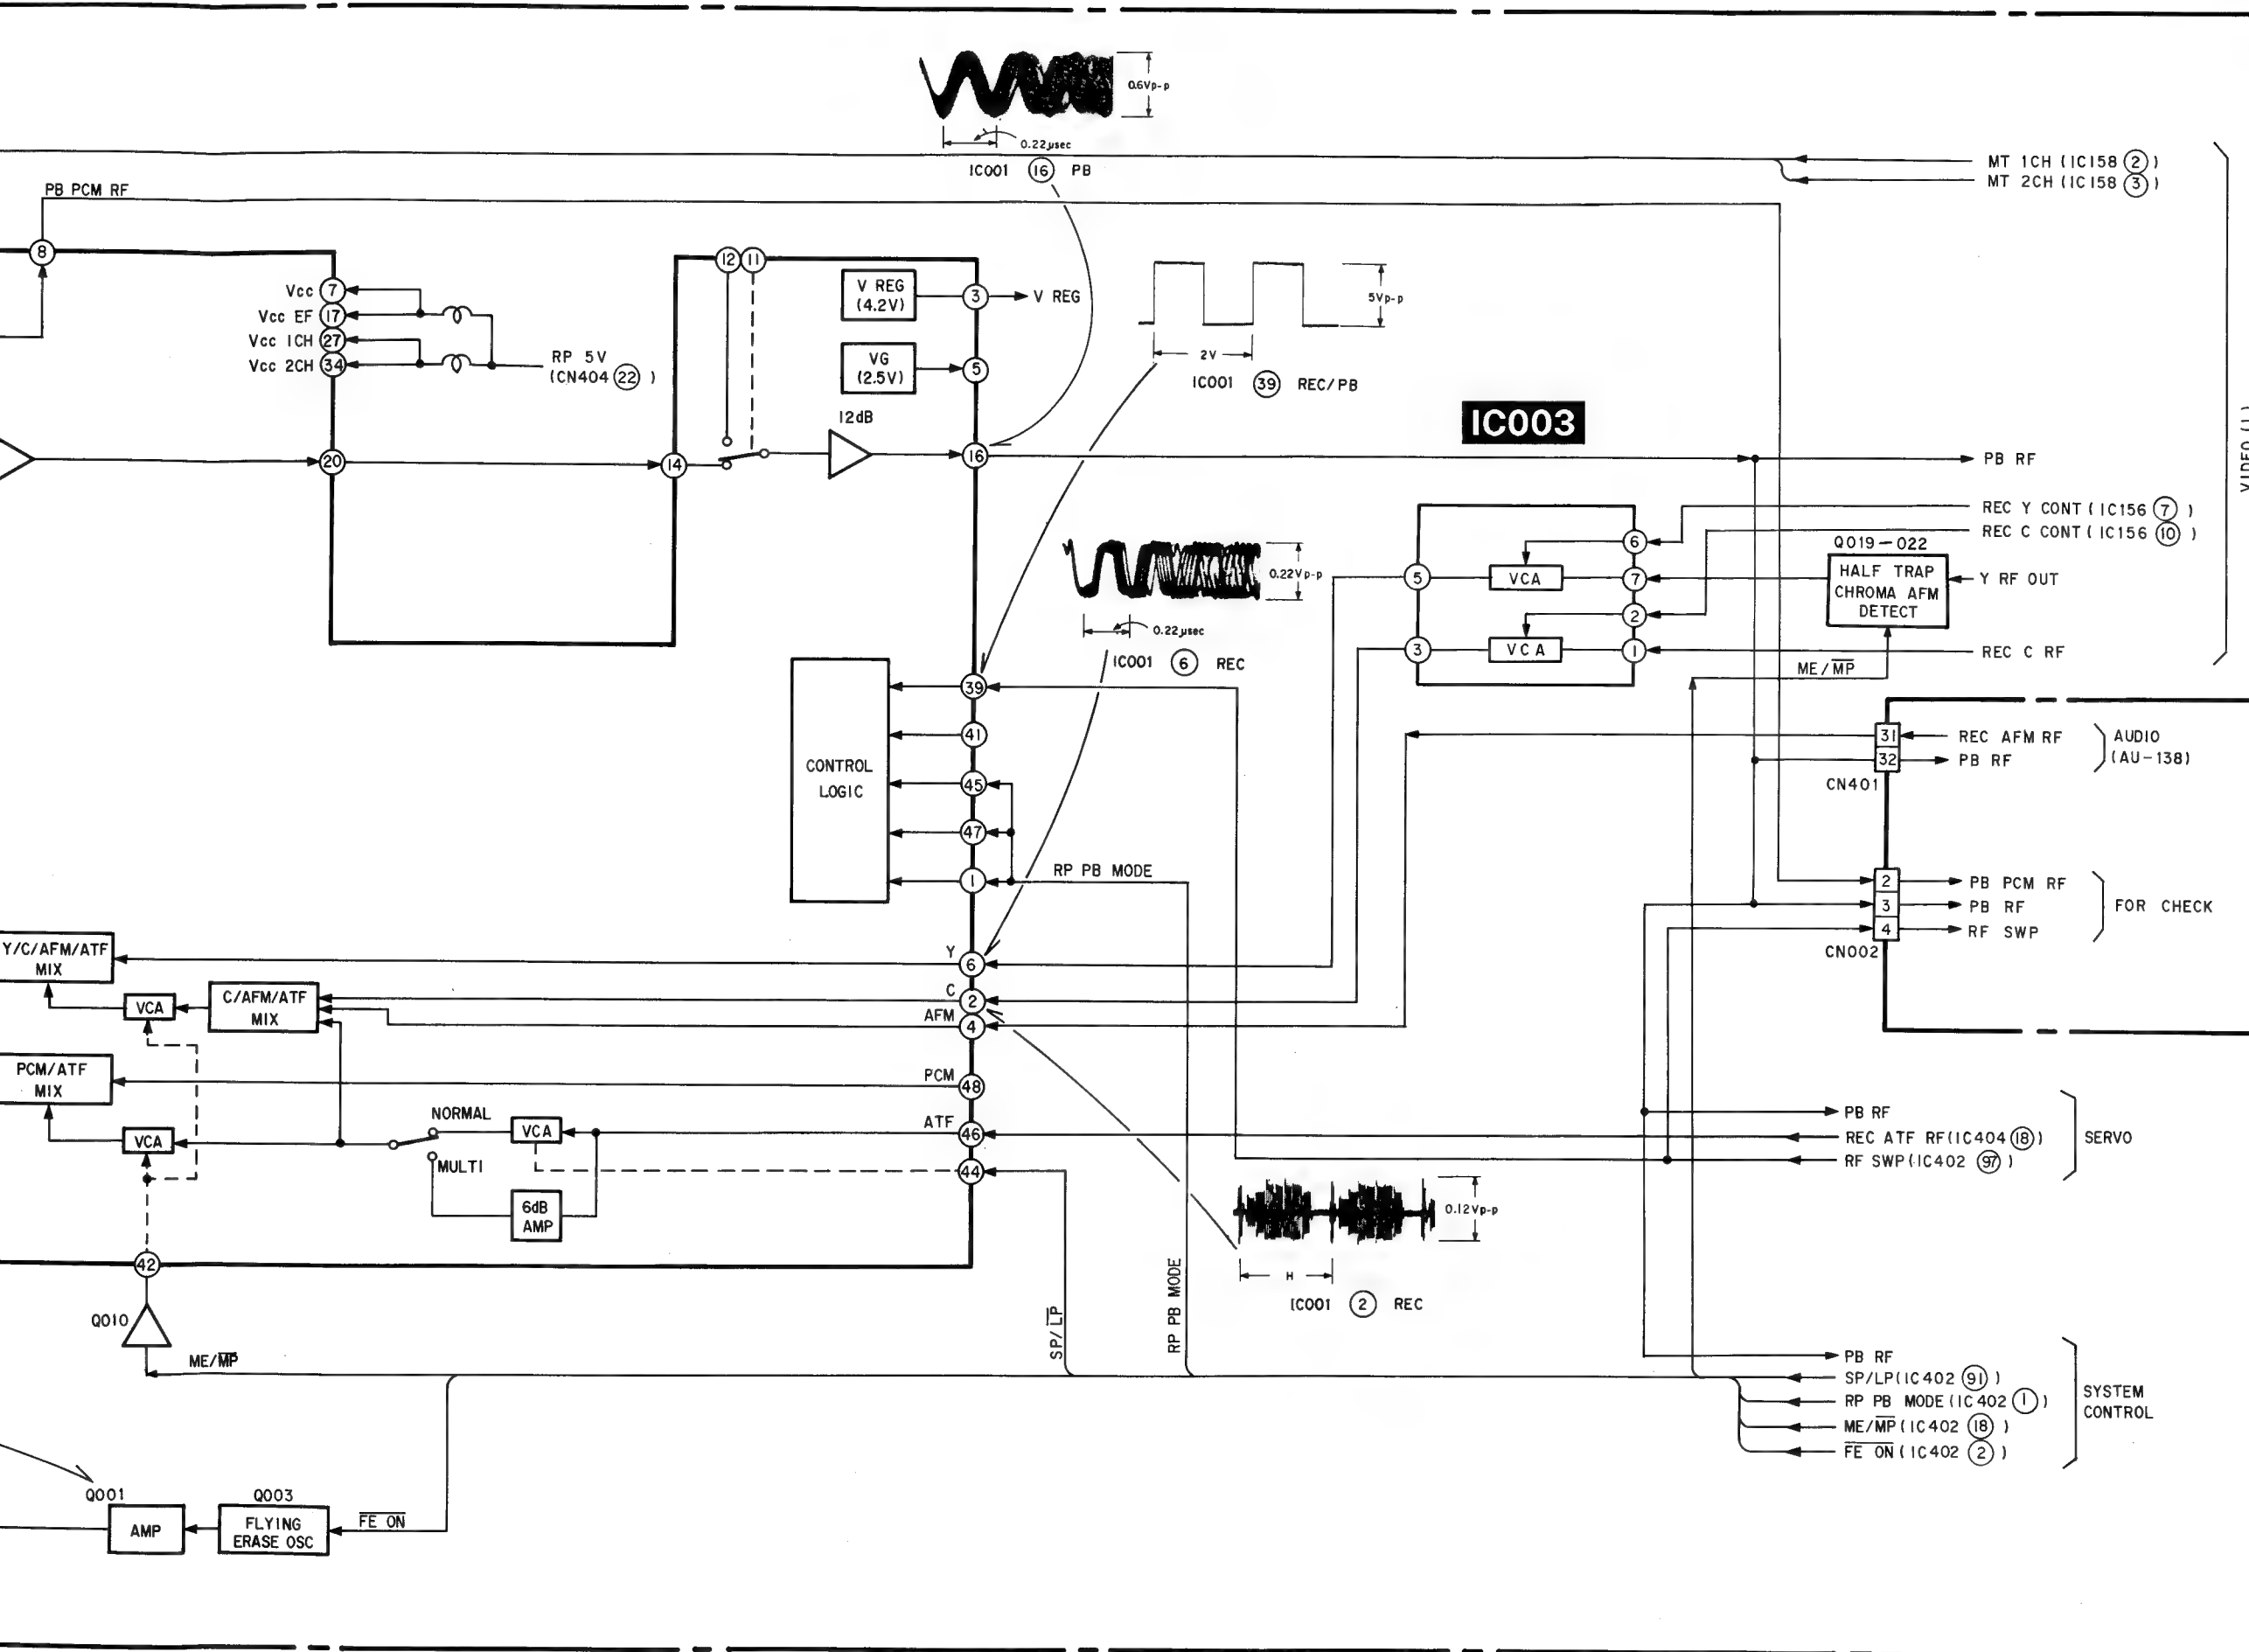 0.6Vp-p
0.22µsec
IC001 16 PB
MT 1CH (IC158 2)
MT 2CH (IC158 3)
PB PCM RF
8
12 11
Vcc 7
Vcc EF 17
Vcc 1CH 27
Vcc 2CH 34
RP 5V
(CN404 22 )
V REG
(4.2V)
3
V REG
VG
(2.5V)
5
12dB
5Vp-p
2V
IC001 39 REC/PB
IC003
20
14
16
PB RF
REC Y CONT ( IC156 7 )
REC C CONT ( IC156 10 )
0.22Vp-p
0.22µsec
IC001 6 REC
6
5
VCA
7
2
3
VCA
1
Q019-022
HALF TRAP
CHROMA AFM
DETECT
Y RF OUT
REC C RF
ME/M̅P̅
VIDEO (1)
CONTROL
LOGIC
39
41
45
47
1
RP PB MODE
31
REC AFM RF
32
PB RF
AUDIO
(AU-138)
CN401
2
PB PCM RF
3
PB RF
4
RF SWP
FOR CHECK
CN002
Y/C/AFM/ATF
MIX
Y
6
VCA
C/AFM/ATF
MIX
C
2
AFM
4
PCM/ATF
MIX
PCM
48
VCA
NORMAL
MULTI
VCA
ATF
46
44
6dB
AMP
PB RF
REC ATF RF(IC404 18)
RF SWP(IC402 97 )
SERVO
0.12Vp-p
H
IC001 2 REC
42
Q010
ME/M̅P̅
SP/L̅P̅
RP PB MODE
PB RF
SP/LP(IC402 91 )
RP PB MODE(IC402 1 )
ME/M̅P̅(IC402 18 )
F̅E̅ O̅N̅(IC402 2 )
SYSTEM
CONTROL
Q001
AMP
Q003
FLYING
ERASE OSC
F̅E̅ O̅N̅